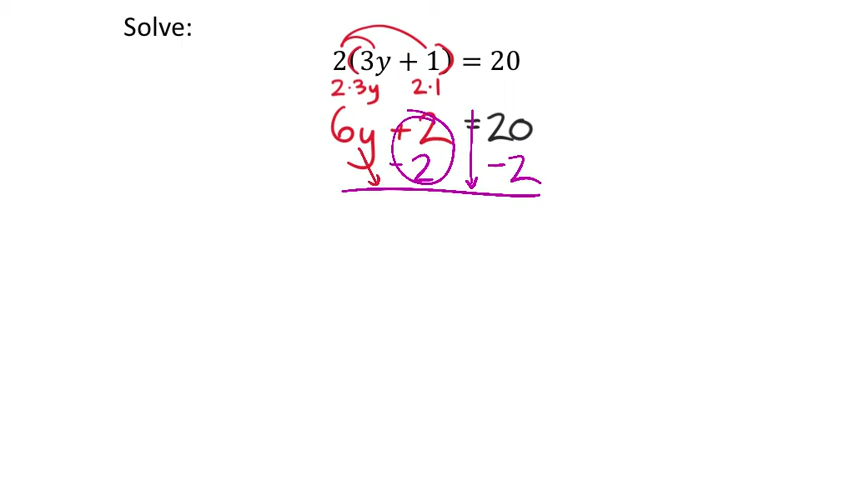 Solve:
2(3y + 1) = 20
2·3y 2·1
6y + 2 = 20
- 2 - 2